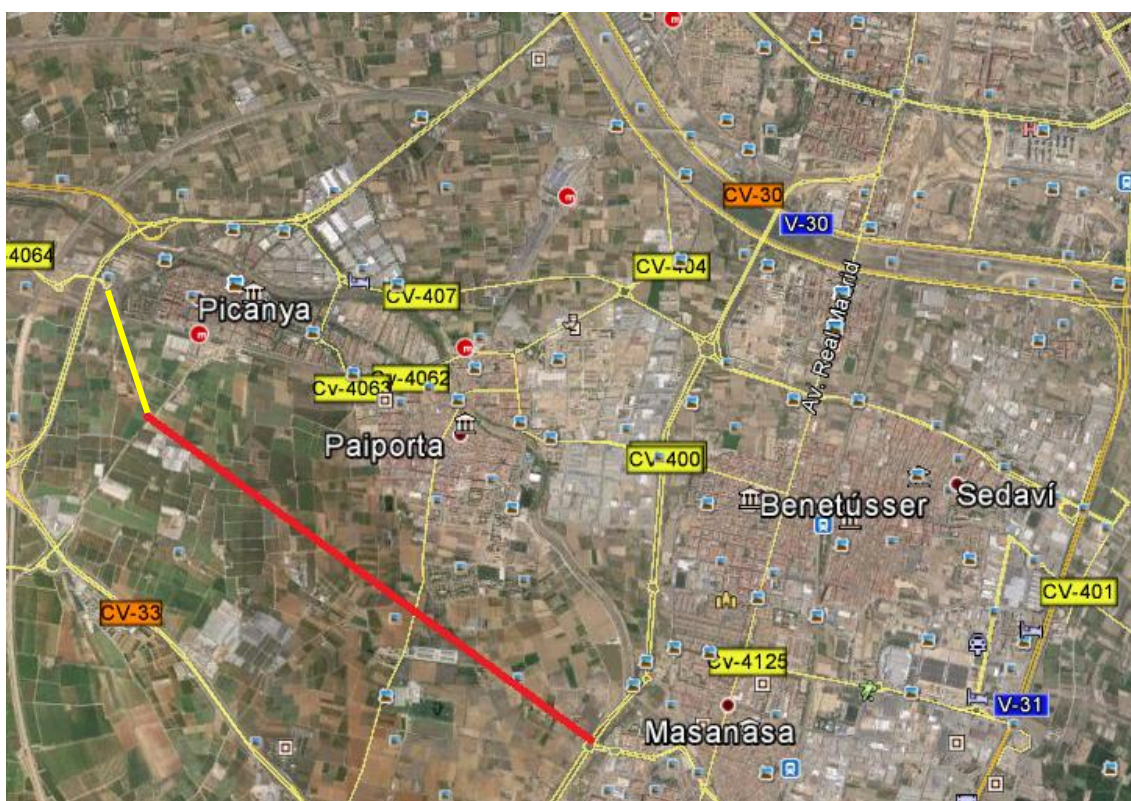 CV-30
V-30
-4064
CV-404
CV-407
Picanya
Av. Real Madrid
Cv-4062
Cv-4063
Paiporta
CV-400
Benetússer
Sedaví
CV-401
CV-33
Cv-4125
V-31
Masanasa
H
m
m
m
m